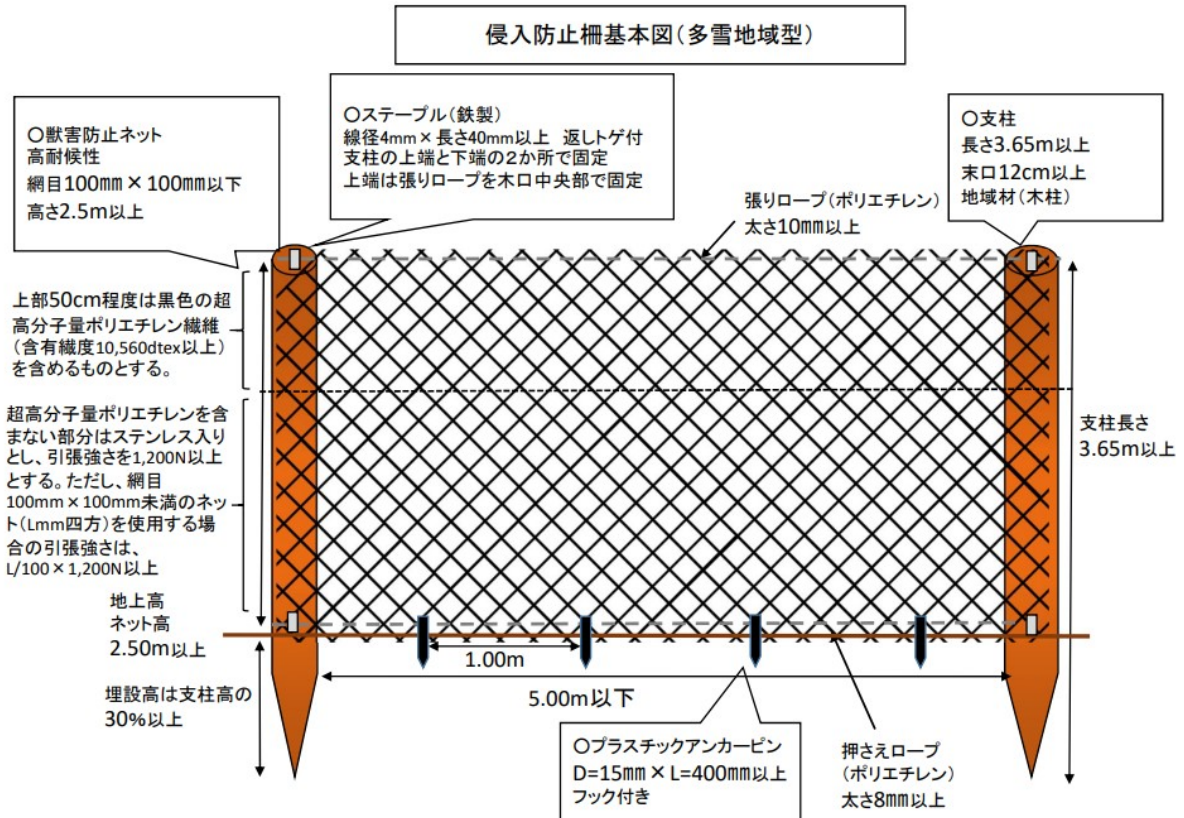 侵入防止柵基本図(多雪地域型)
○獣害防止ネット
高耐候性
網目100㎜×100㎜以下
高さ2.5m以上
○ステープル(鉄製)
線径4mm×長さ40mm以上 返しトゲ付
支柱の上端と下端の2か所で固定
上端は張りロープを木口中央部で固定
○支柱
長さ3.65m以上
末口12cm以上
地域材(木柱)
張りロープ(ポリエチレン)
太さ10㎜以上
上部50cm程度は黒色の超
高分子量ポリエチレン繊維
(含有繊度10,560dtex以上)
を含めるものとする。
超高分子量ポリエチレンを含
まない部分はステンレス入り
とし、引張強さを1,200N以上
とする。ただし、網目
100mm×100mm未満のネッ
ト(Lmm四方)を使用する場
合の引張強さは、
L/100×1,200N以上
支柱長さ
3.65m以上
地上高
ネット高
2.50m以上
1.00m
埋設高は支柱高の
30%以上
5.00m以下
○プラスチックアンカーピン
D=15㎜×L=400㎜以上
フック付き
押さえロープ
(ポリエチレン)
太さ8㎜以上